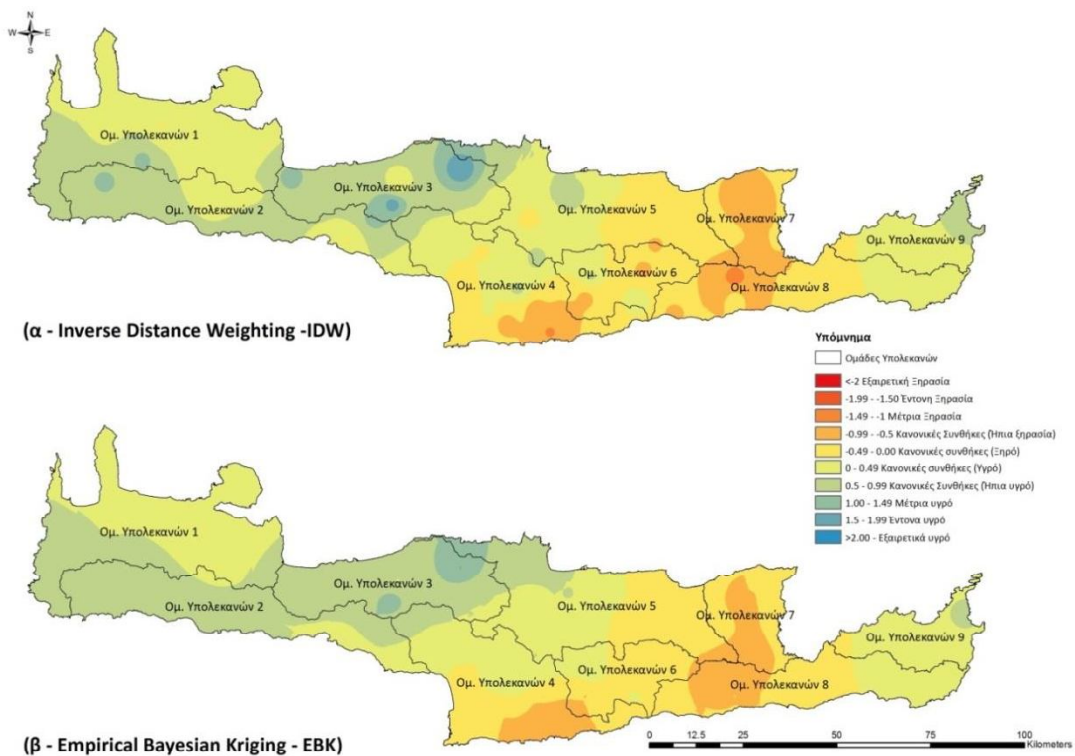 N
W
E
S
Ομ. Υπολεκανών 1
Ομ. Υπολεκανών 2
Ομ. Υπολεκανών 3
Ομ. Υπολεκανών 4
Ομ. Υπολεκανών 5
Ομ. Υπολεκανών 6
Ομ. Υπολεκανών 7
Ομ. Υπολεκανών 8
Ομ. Υπολεκανών 9
(α - Inverse Distance Weighting -IDW)
Υπόμνημα
Ομάδες Υπολεκανών
<-2 Εξαιρετική Ξηρασία
-1.99 - -1.50 Έντονη Ξηρασία
-1.49 - -1 Μέτρια Ξηρασία
-0.99 - -0.5 Κανονικές Συνθήκες (Ήπια ξηρασία)
-0.49 - 0.00 Κανονικές συνθήκες (Ξηρό)
0 - 0.49 Κανονικές συνθήκες (Υγρό)
0.5 - 0.99 Κανονικές Συνθήκες (Ήπια υγρό)
1.00 - 1.49 Μέτρια υγρό
1.5 - 1.99 Έντονα υγρό
>2.00 - Εξαιρετικά υγρό
Ομ. Υπολεκανών 1
Ομ. Υπολεκανών 2
Ομ. Υπολεκανών 3
Ομ. Υπολεκανών 4
Ομ. Υπολεκανών 5
Ομ. Υπολεκανών 6
Ομ. Υπολεκανών 7
Ομ. Υπολεκανών 8
Ομ. Υπολεκανών 9
(β - Empirical Bayesian Kriging - EBK)
0 12.5 25 50 75 100
Kilometers